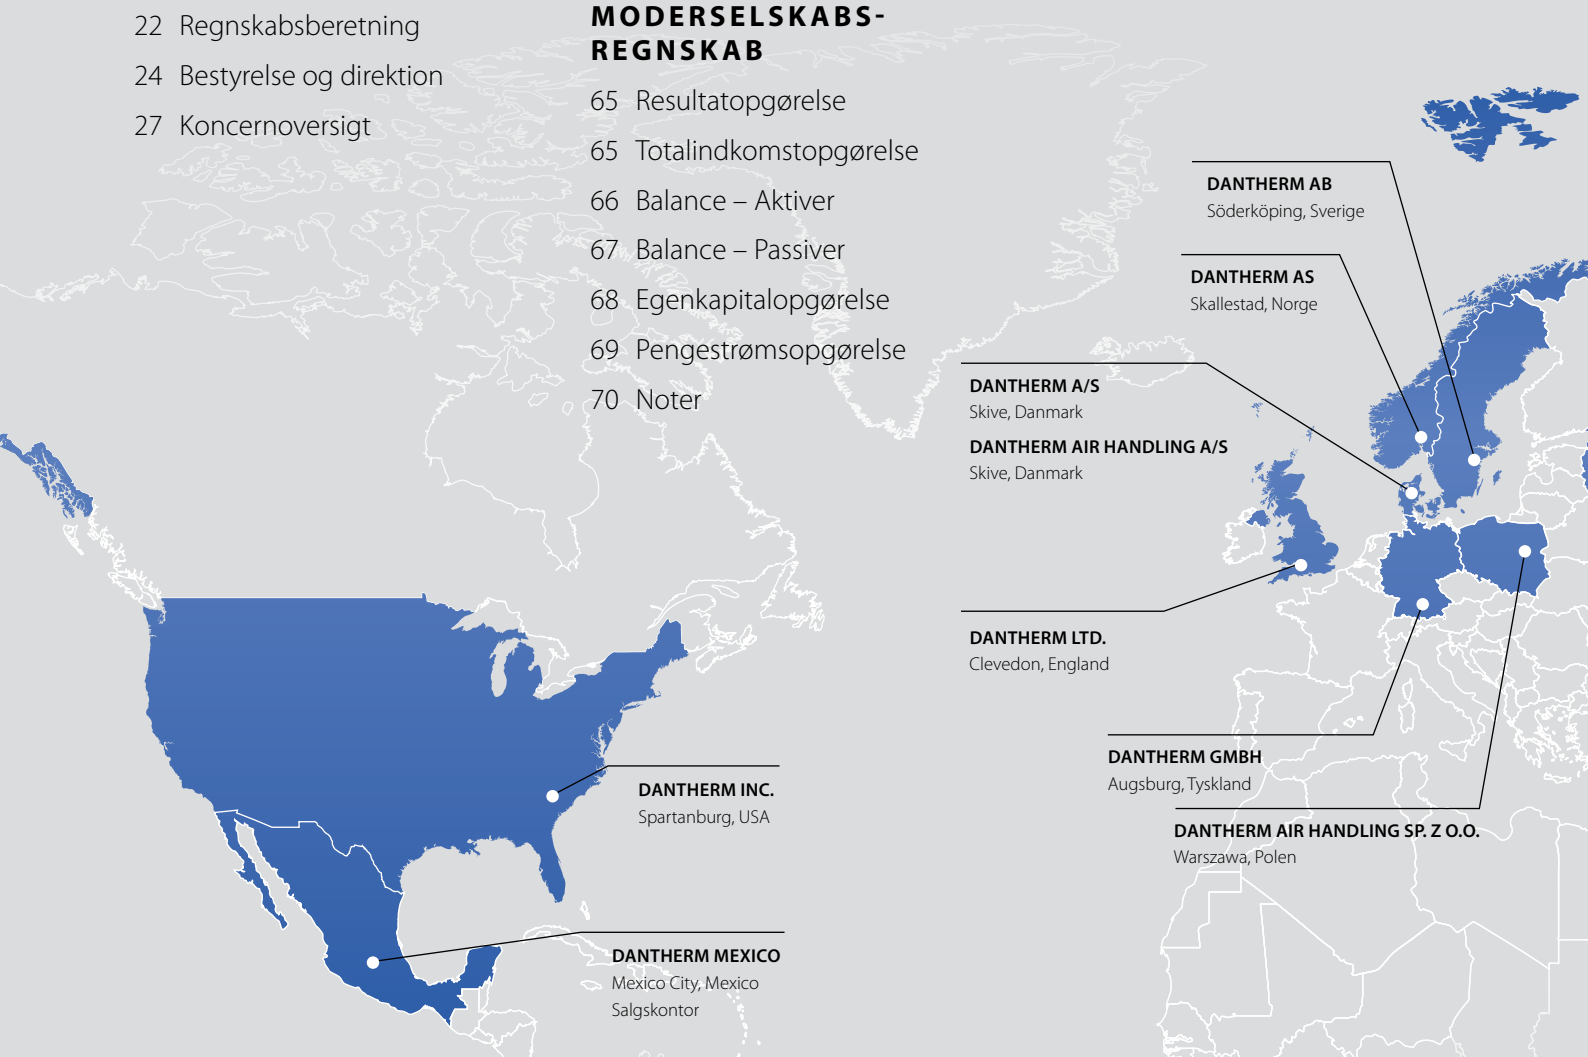 22 Regnskabsberetning
24 Bestyrelse og direktion
27 Koncernoversigt
MODERSELSKABS-
REGNSKAB
65 Resultatopgørelse
65 Totalindkomstopgørelse
66 Balance – Aktiver
67 Balance – Passiver
68 Egenkapitalopgørelse
69 Pengestrømsopgørelse
70 Noter
DANTHERM AB
Söderköping, Sverige
DANTHERM AS
Skallestad, Norge
DANTHERM A/S
Skive, Danmark
DANTHERM AIR HANDLING A/S
Skive, Danmark
DANTHERM LTD.
Clevedon, England
DANTHERM GMBH
Augsburg, Tyskland
DANTHERM AIR HANDLING SP. Z O.O.
Warszawa, Polen
DANTHERM INC.
Spartanburg, USA
DANTHERM MEXICO
Mexico City, Mexico
Salgskontor